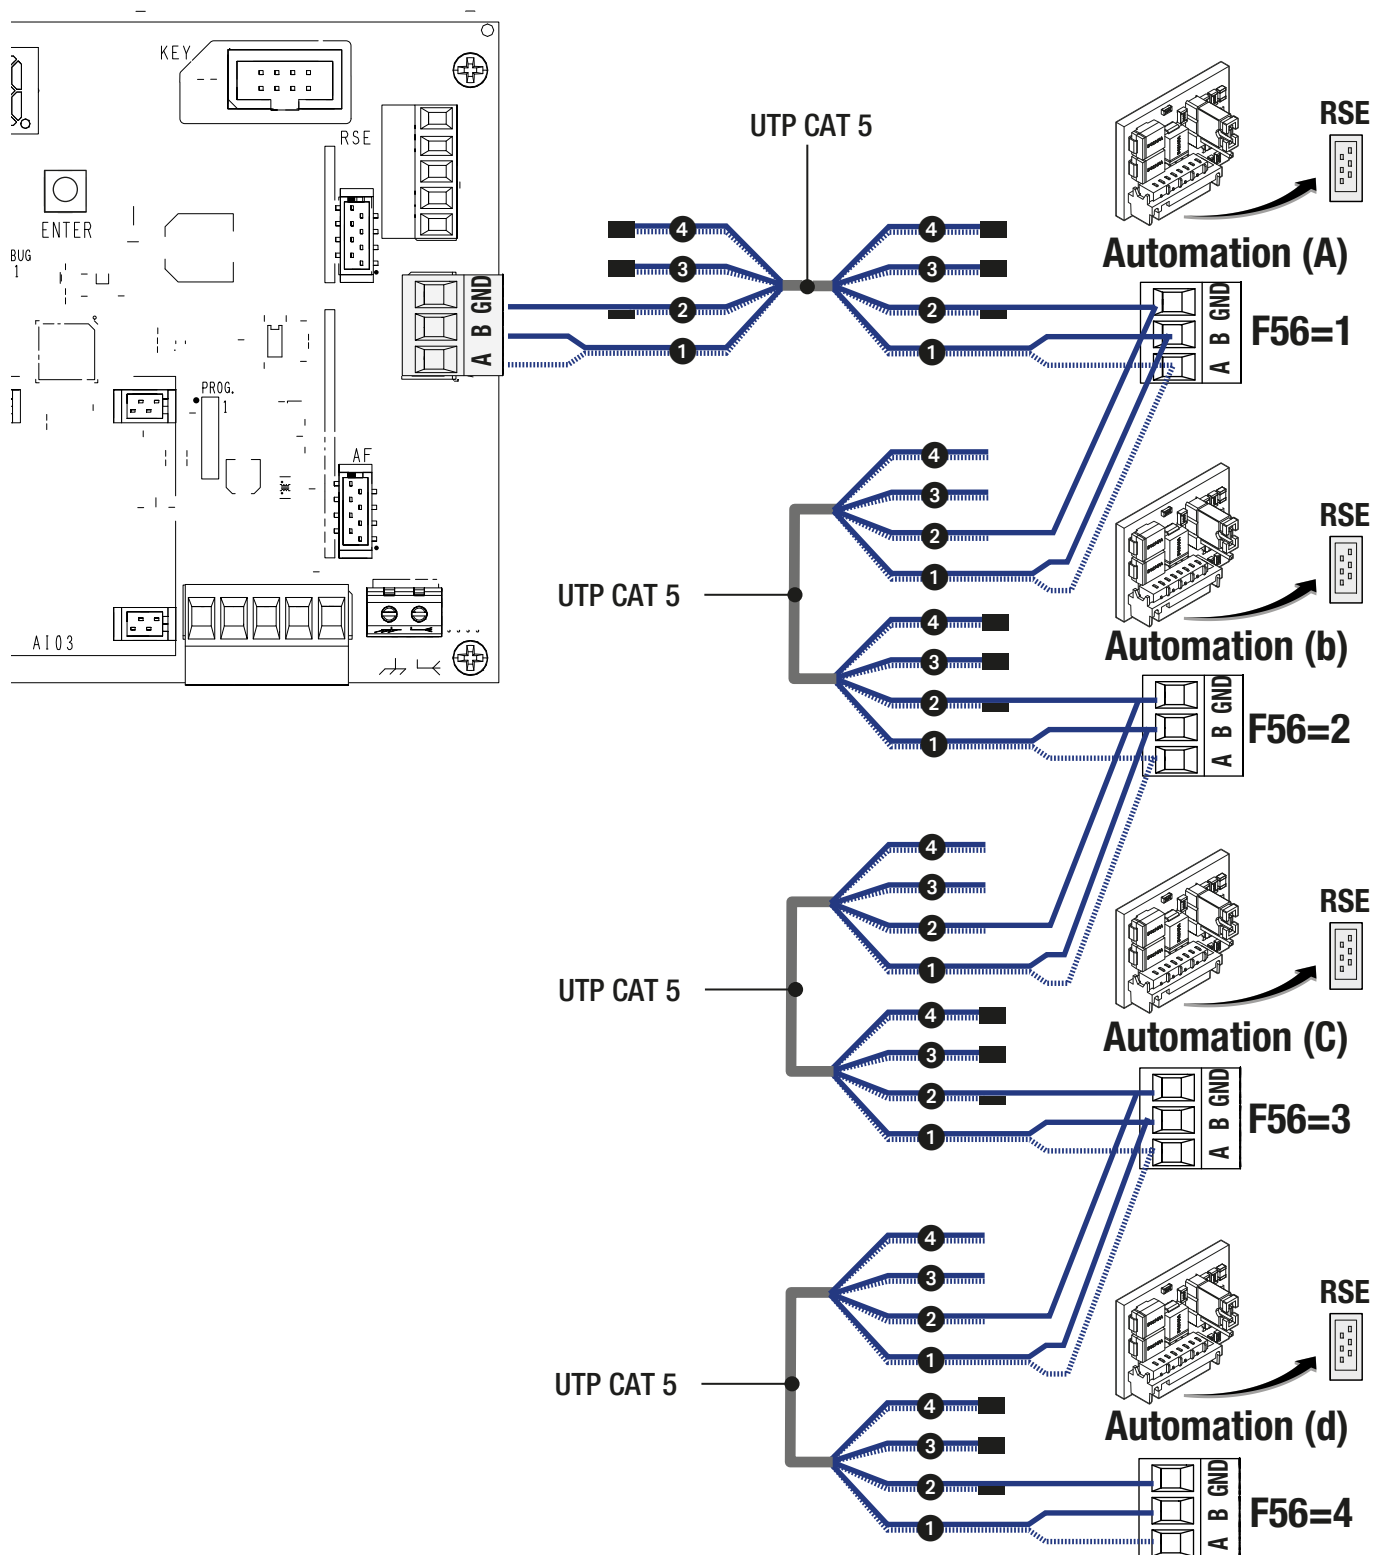 KEY
RSE
ENTER
BUG
1
GND
B
A
PROG.
1
AF
AI03
UTP CAT 5
4
3
2
1
4
3
2
1
RSE
Automation (A)
GND
B
A
F56=1
UTP CAT 5
4
3
2
1
4
3
2
1
RSE
Automation (b)
GND
B
A
F56=2
UTP CAT 5
4
3
2
1
4
3
2
1
RSE
Automation (C)
GND
B
A
F56=3
UTP CAT 5
4
3
2
1
4
3
2
1
RSE
Automation (d)
GND
B
A
F56=4